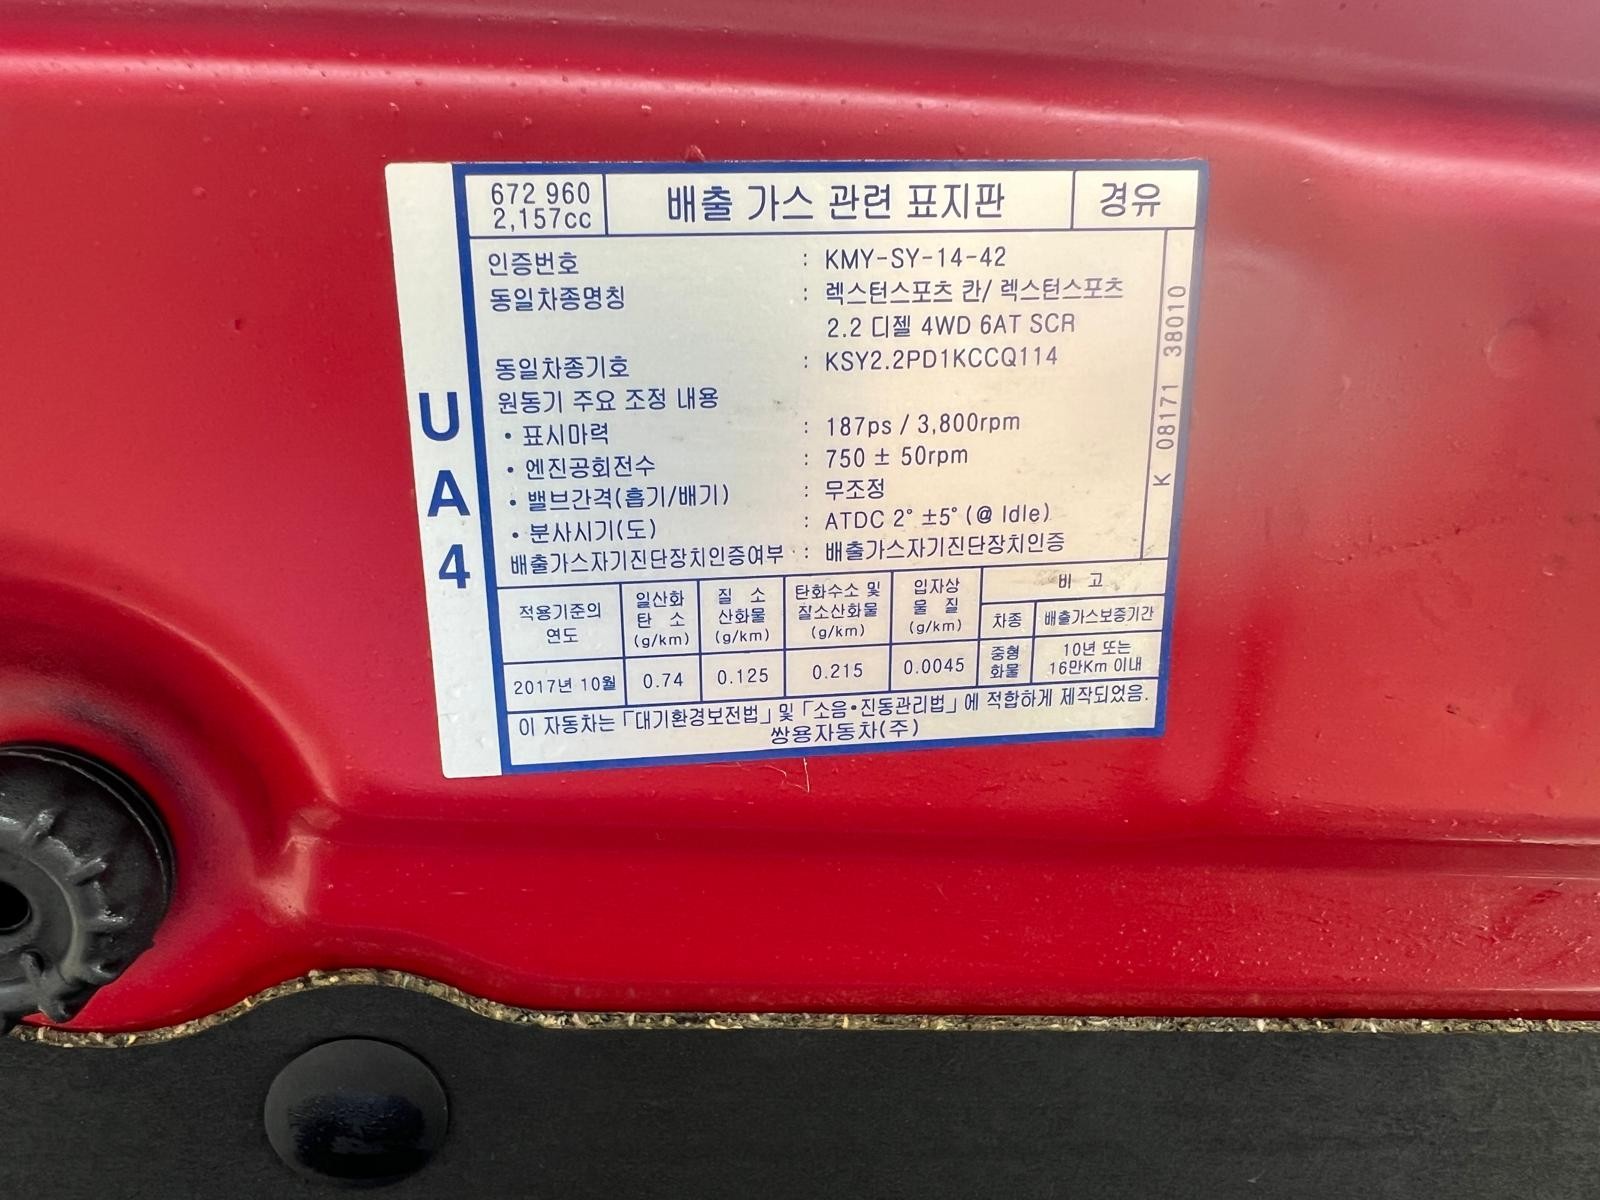 672 960
2,157cc
배출 가스 관련 표지판
경유
인증번호 : KMY-SY-14-42
동일차종명칭 : 렉스턴스포츠 칸/ 렉스턴스포츠
2.2 디젤 4WD 6AT SCR
동일차종기호 : KSY2.2PD1KCCQ114
원동기 주요 조정 내용
• 표시마력 : 187ps / 3,800rpm
• 엔진공회전수 : 750 ± 50rpm
• 밸브간격(흡기/배기) : 무조정
• 분사시기(도) : ATDC 2° ±5° (@ Idle)
배출가스자기진단장치인증여부 : 배출가스자기진단장치인증
K 08171 38010
UA4
적용기준의
연도
일산화
탄 소
(g/km)
질 소
산화물
(g/km)
탄화수소 및
질소산화물
(g/km)
입자상
물 질
(g/km)
비 고
차종
배출가스보증기간
2017년 10월 0.74 0.125 0.215 0.0045
중형
화물
10년 또는
16만Km 이내
이 자동차는 「대기환경보전법」 및 「소음•진동관리법」에 적합하게 제작되었음.
쌍용자동차(주)